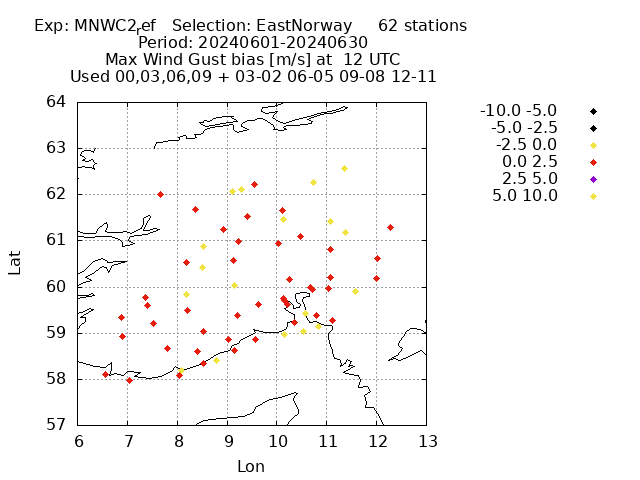 Exp: MNWC2ref   Selection: EastNorway     62 stations
Period: 20240601-20240630
Max Wind Gust bias [m/s] at  12 UTC
Used 00,03,06,09 + 03-02 06-05 09-08 12-11
-10.0 -5.0
-5.0 -2.5
-2.5 0.0
0.0 2.5
2.5 5.0
5.0 10.0
64
63
62
61
60
59
58
57
Lat
6 7 8 9 10 11 12 13
Lon